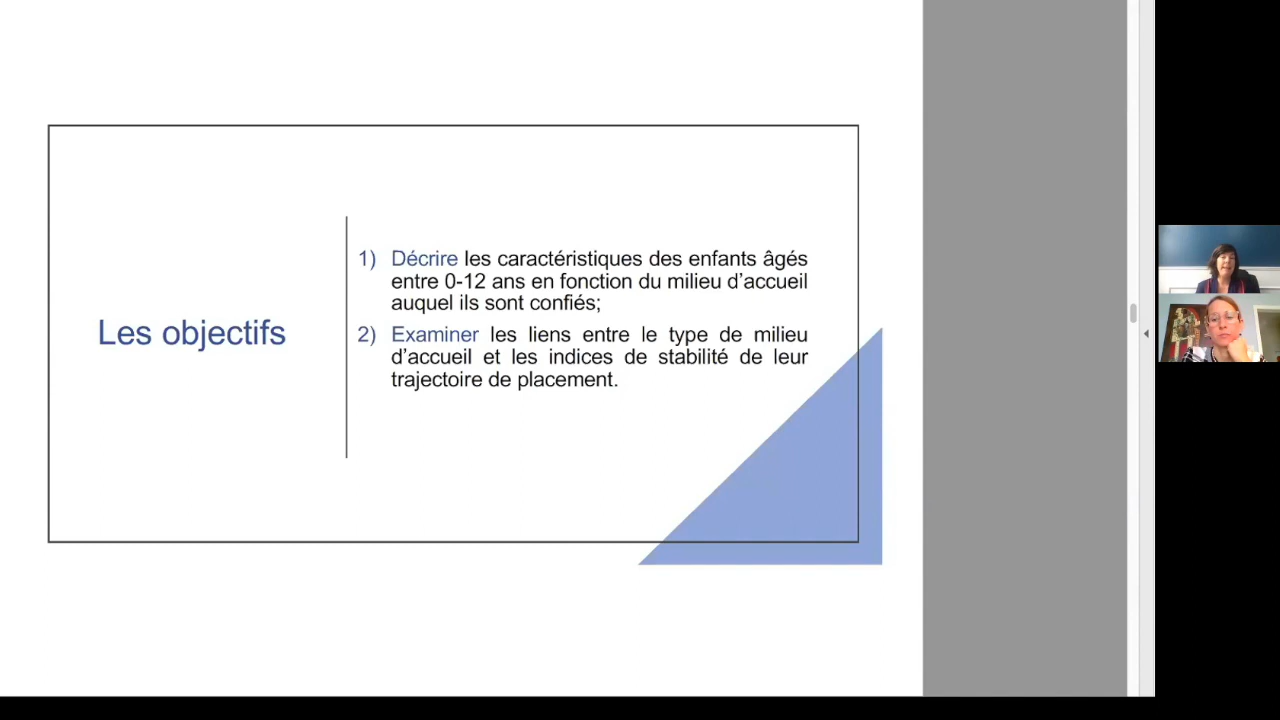 Les objectifs
1) Décrire les caractéristiques des enfants âgés
entre 0-12 ans en fonction du milieu d'accueil
auquel ils sont confiés;
2) Examiner les liens entre le type de milieu
d'accueil et les indices de stabilité de leur
trajectoire de placement.